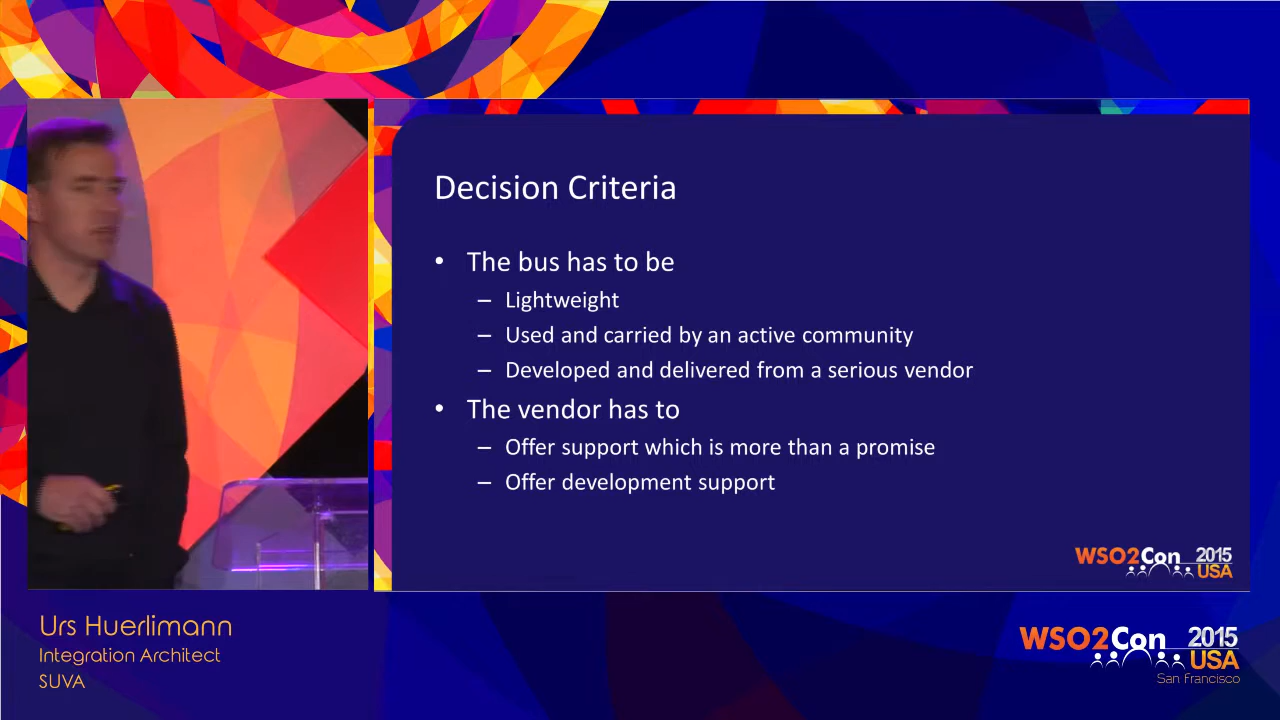 Decision Criteria
• The bus has to be
– Lightweight
– Used and carried by an active community
– Developed and delivered from a serious vendor
• The vendor has to
– Offer support which is more than a promise
– Offer development support
WSO2Con 2015
USA
Urs Huerlimann
Integration Architect
SUVA
WSO2Con 2015
USA
San Francisco